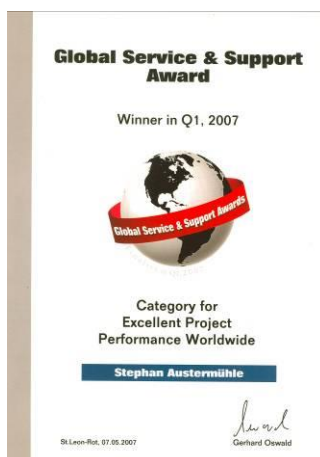 Global Service & Support
Award
Winner in Q1, 2007
Global Service & Support Awards
Category for
Excellent Project
Performance Worldwide
Stephan Austermühle
St.Leon-Rot, 07.05.2007
Gerhard Oswald